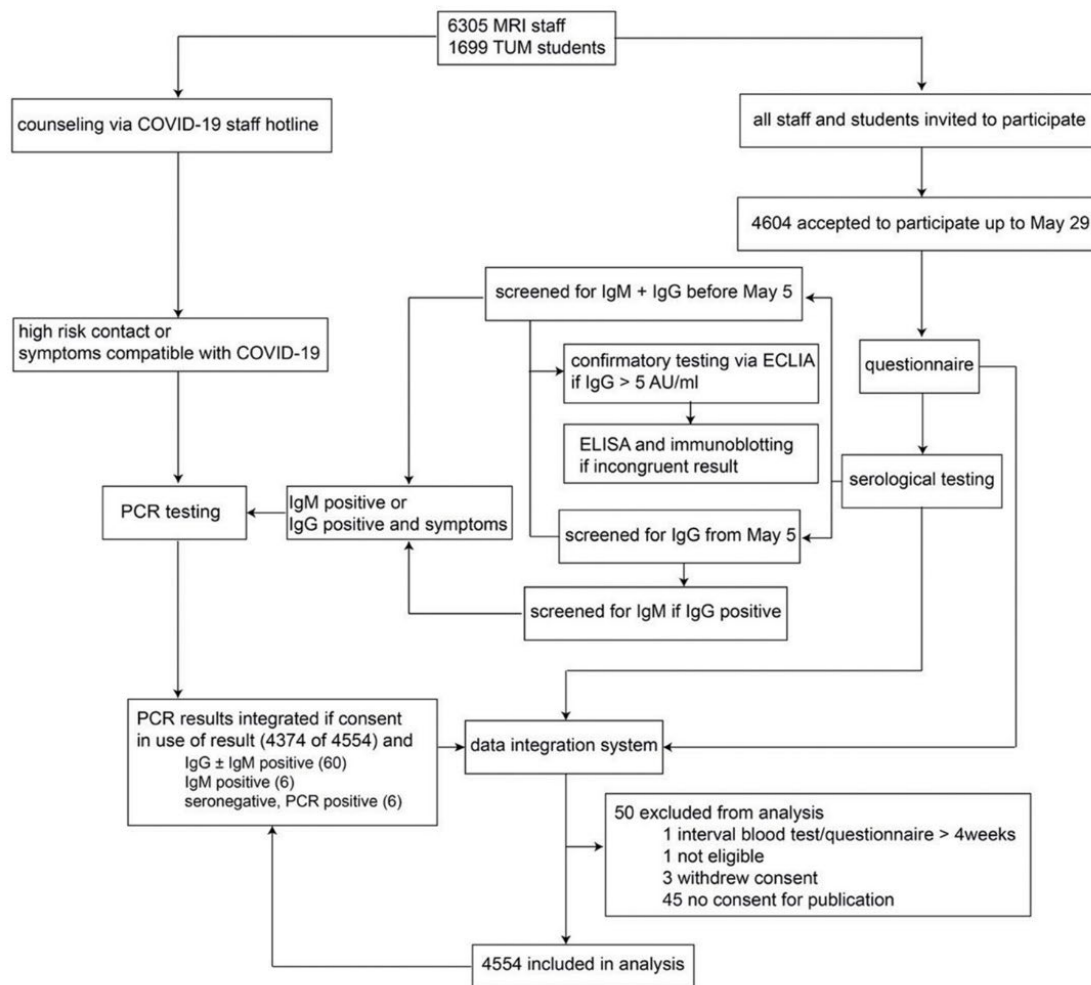 6305 MRI staff
1699 TUM students
counseling via COVID-19 staff hotline
all staff and students invited to participate
4604 accepted to participate up to May 29
screened for IgM + IgG before May 5
high risk contact or
symptoms compatible with COVID-19
confirmatory testing via ECLIA
if IgG > 5 AU/ml
questionnaire
ELISA and immunoblotting
if incongruent result
serological testing
PCR testing
IgM positive or
IgG positive and symptoms
screened for IgG from May 5
screened for IgM if IgG positive
PCR results integrated if consent
in use of result (4374 of 4554) and
IgG ± IgM positive (60)
IgM positive (6)
seronegative, PCR positive (6)
data integration system
50 excluded from analysis
1 interval blood test/questionnaire > 4weeks
1 not eligible
3 withdrew consent
45 no consent for publication
4554 included in analysis